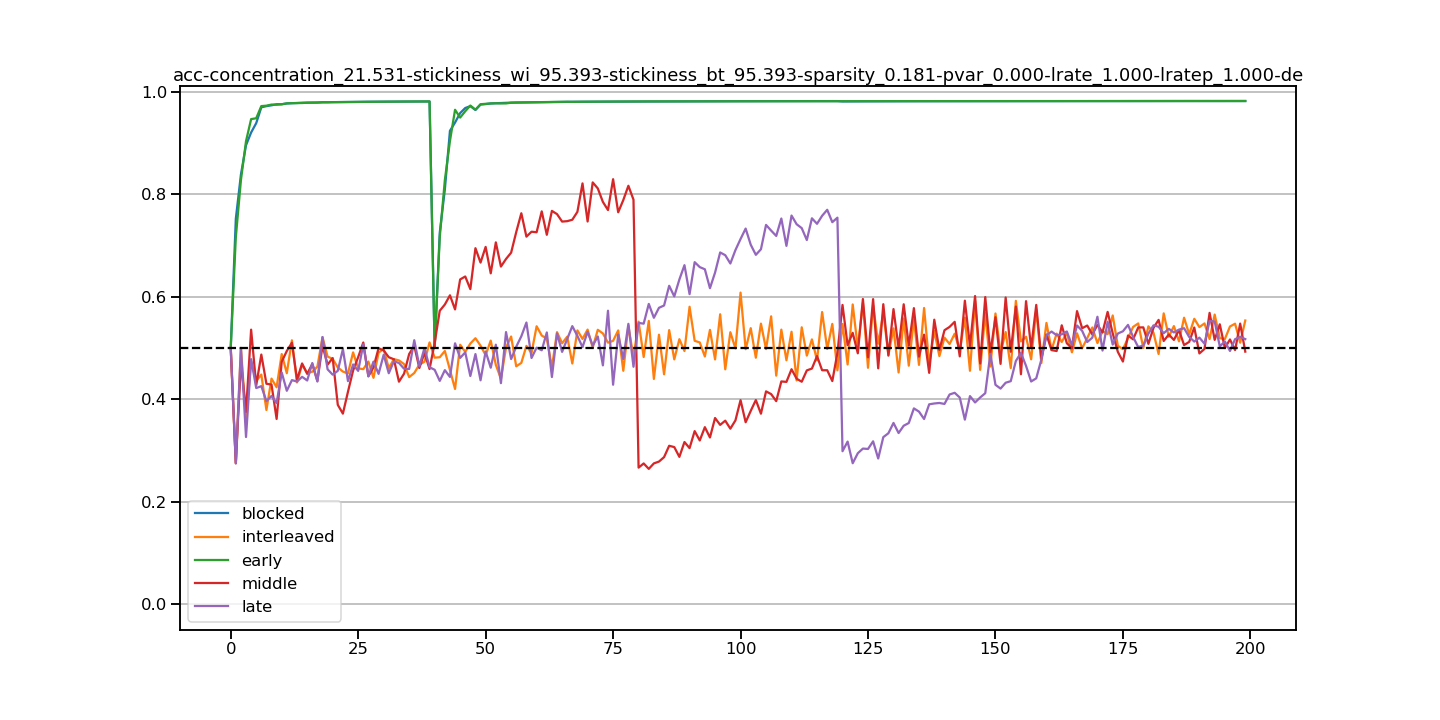 acc-concentration_21.531-stickiness_wi_95.393-stickiness_bt_95.393-sparsity_0.181-pvar_0.000-lrate_1.000-lratep_1.000-de
1.0
0.8
0.6
0.4
0.2
0.0
blocked
interleaved
early
middle
late
0 25 50 75 100 125 150 175 200